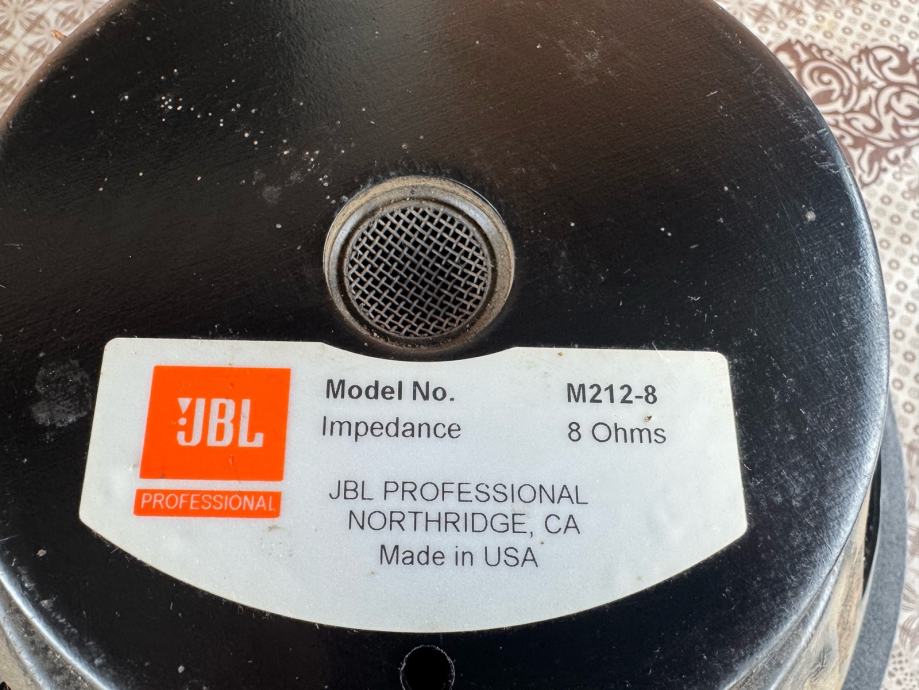 JBL
PROFESSIONAL
Model No. M212-8
Impedance 8 Ohms
JBL PROFESSIONAL
NORTHRIDGE, CA
Made in USA